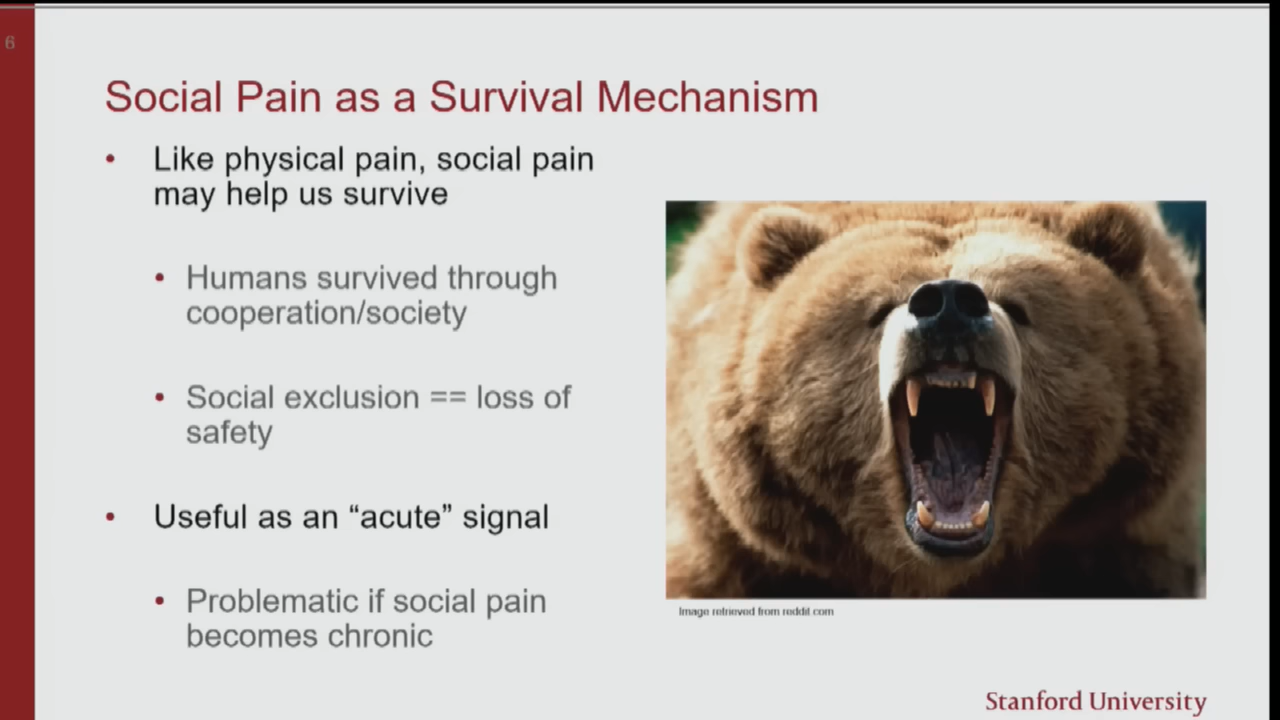 6
Social Pain as a Survival Mechanism
• Like physical pain, social pain
may help us survive
• Humans survived through
cooperation/society
• Social exclusion == loss of
safety
• Useful as an “acute” signal
• Problematic if social pain
becomes chronic
Image retrieved from reddit.com
Stanford University